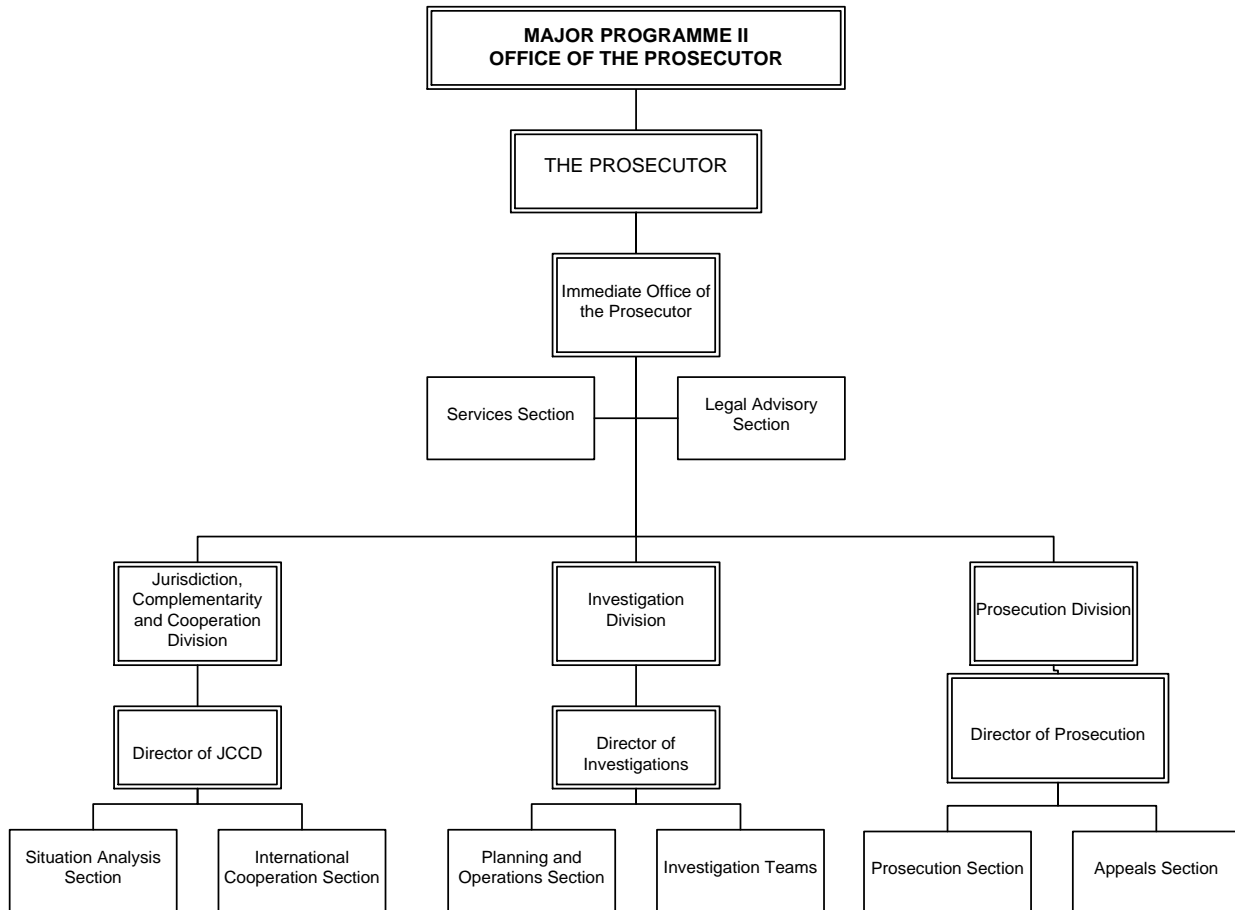 MAJOR PROGRAMME II
OFFICE OF THE PROSECUTOR
THE PROSECUTOR
Immediate Office of
the Prosecutor
Services Section
Legal Advisory
Section
Jurisdiction,
Complementarity
and Cooperation
Division
Investigation
Division
Prosecution Division
Director of JCCD
Director of
Investigations
Director of Prosecution
Situation Analysis
Section
International
Cooperation Section
Planning and
Operations Section
Investigation Teams
Prosecution Section
Appeals Section